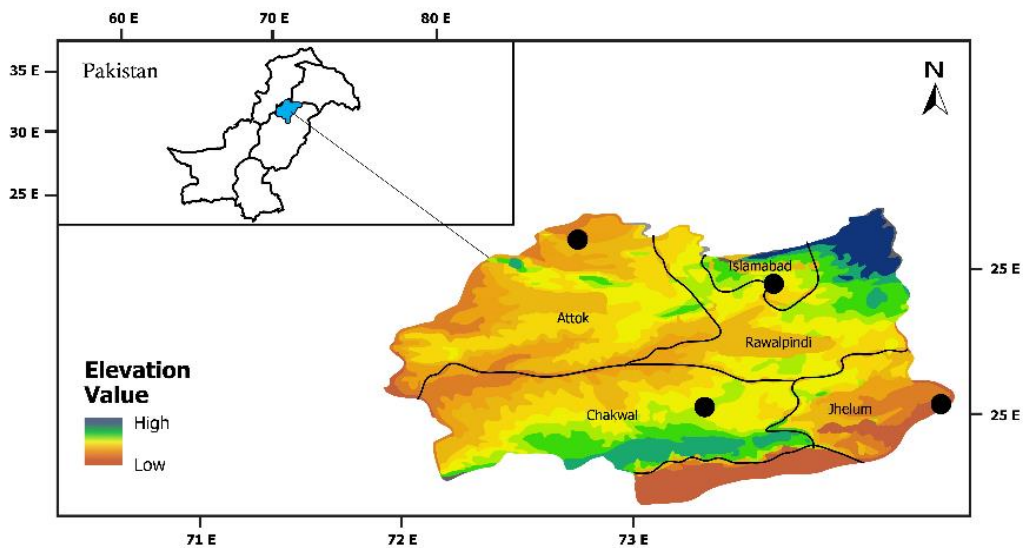 60 E 70 E 80 E
35 E
Pakistan
30 E
25 E
N
Islamabad
25 E
Attok
Rawalpindi
Elevation
Value
High
Low
Chakwal
Jhelum
25 E
71 E 72 E 73 E